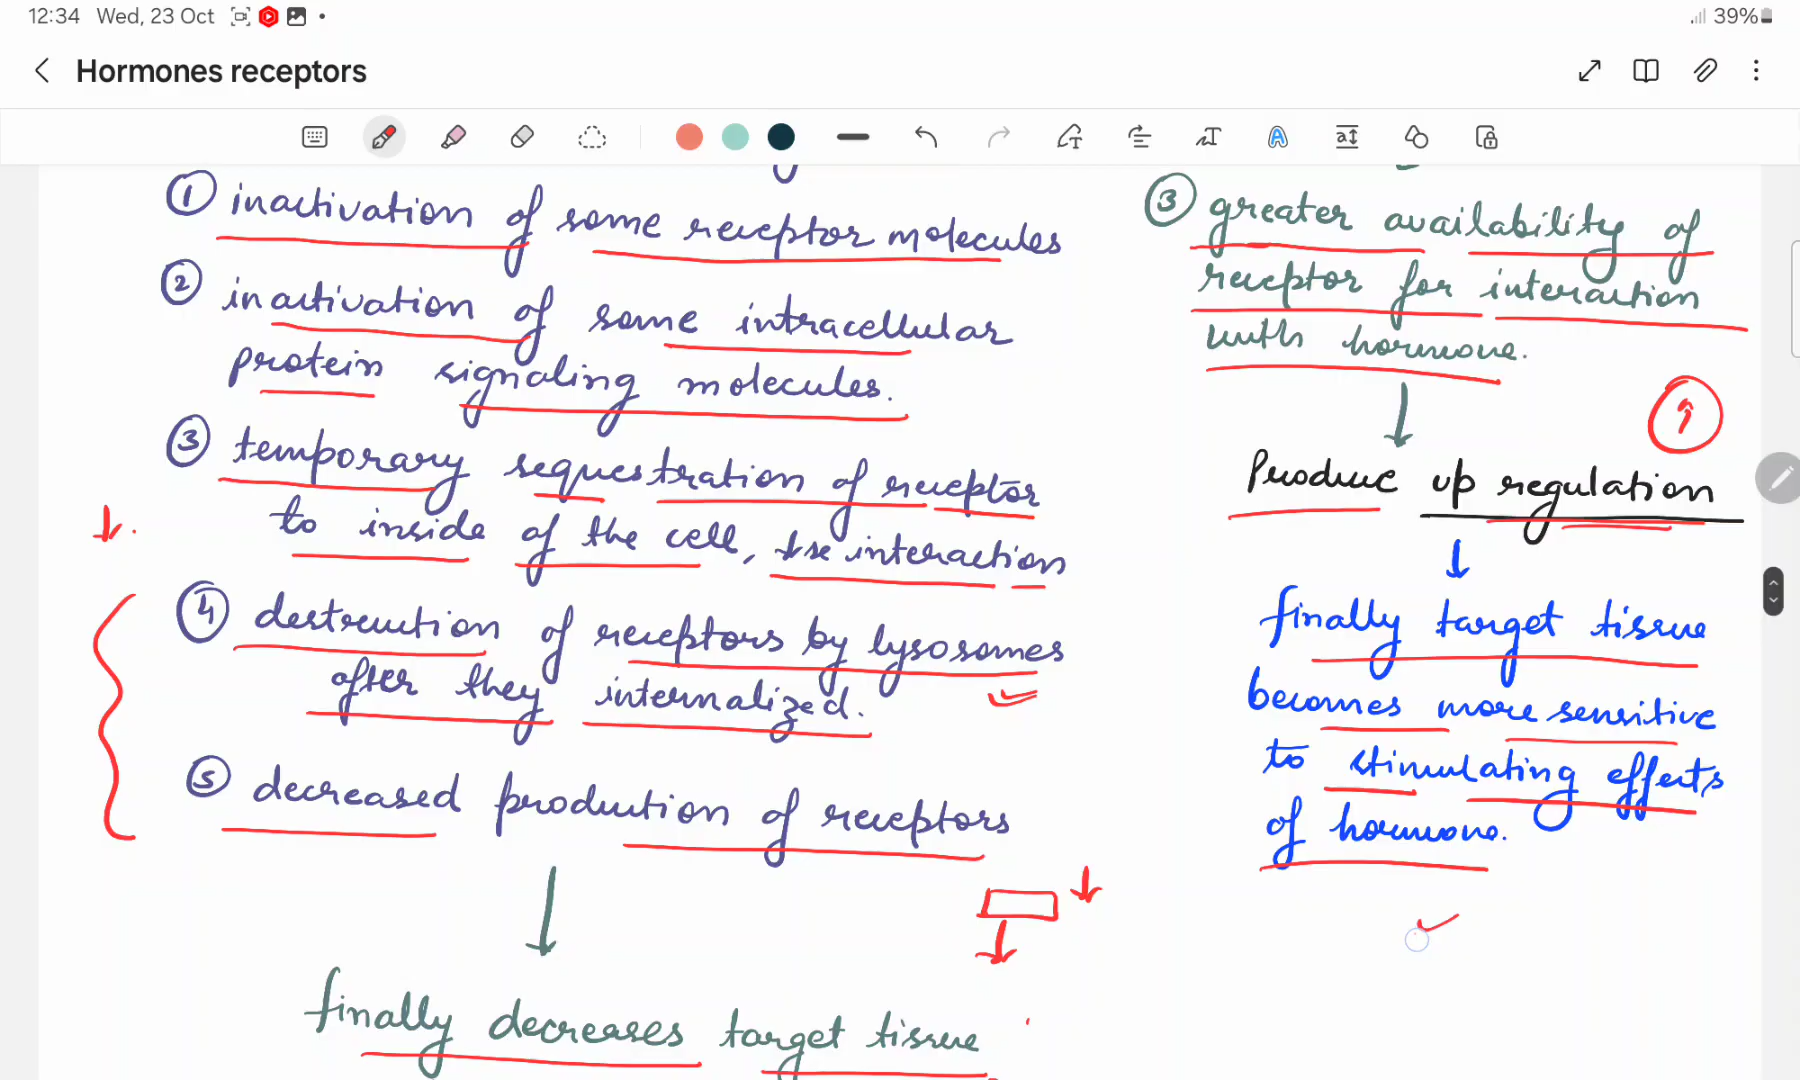 12:34 Wed, 23 Oct
39%
Hormones receptors
① inactivation of some receptor molecules
② inactivation of some intracellular
protein signaling molecules.
③ temporary sequestration of receptor
to inside of the cell, ↓se interaction
④ destruction of receptors by lysosomes
after they internalized.
⑤ decreased production of receptors
finally decreases target tissue
③ greater availability of
receptor for interaction
with hormone.
Produce up regulation
finally target tissue
becomes more sensitive
to stimulating effects
of hormone.